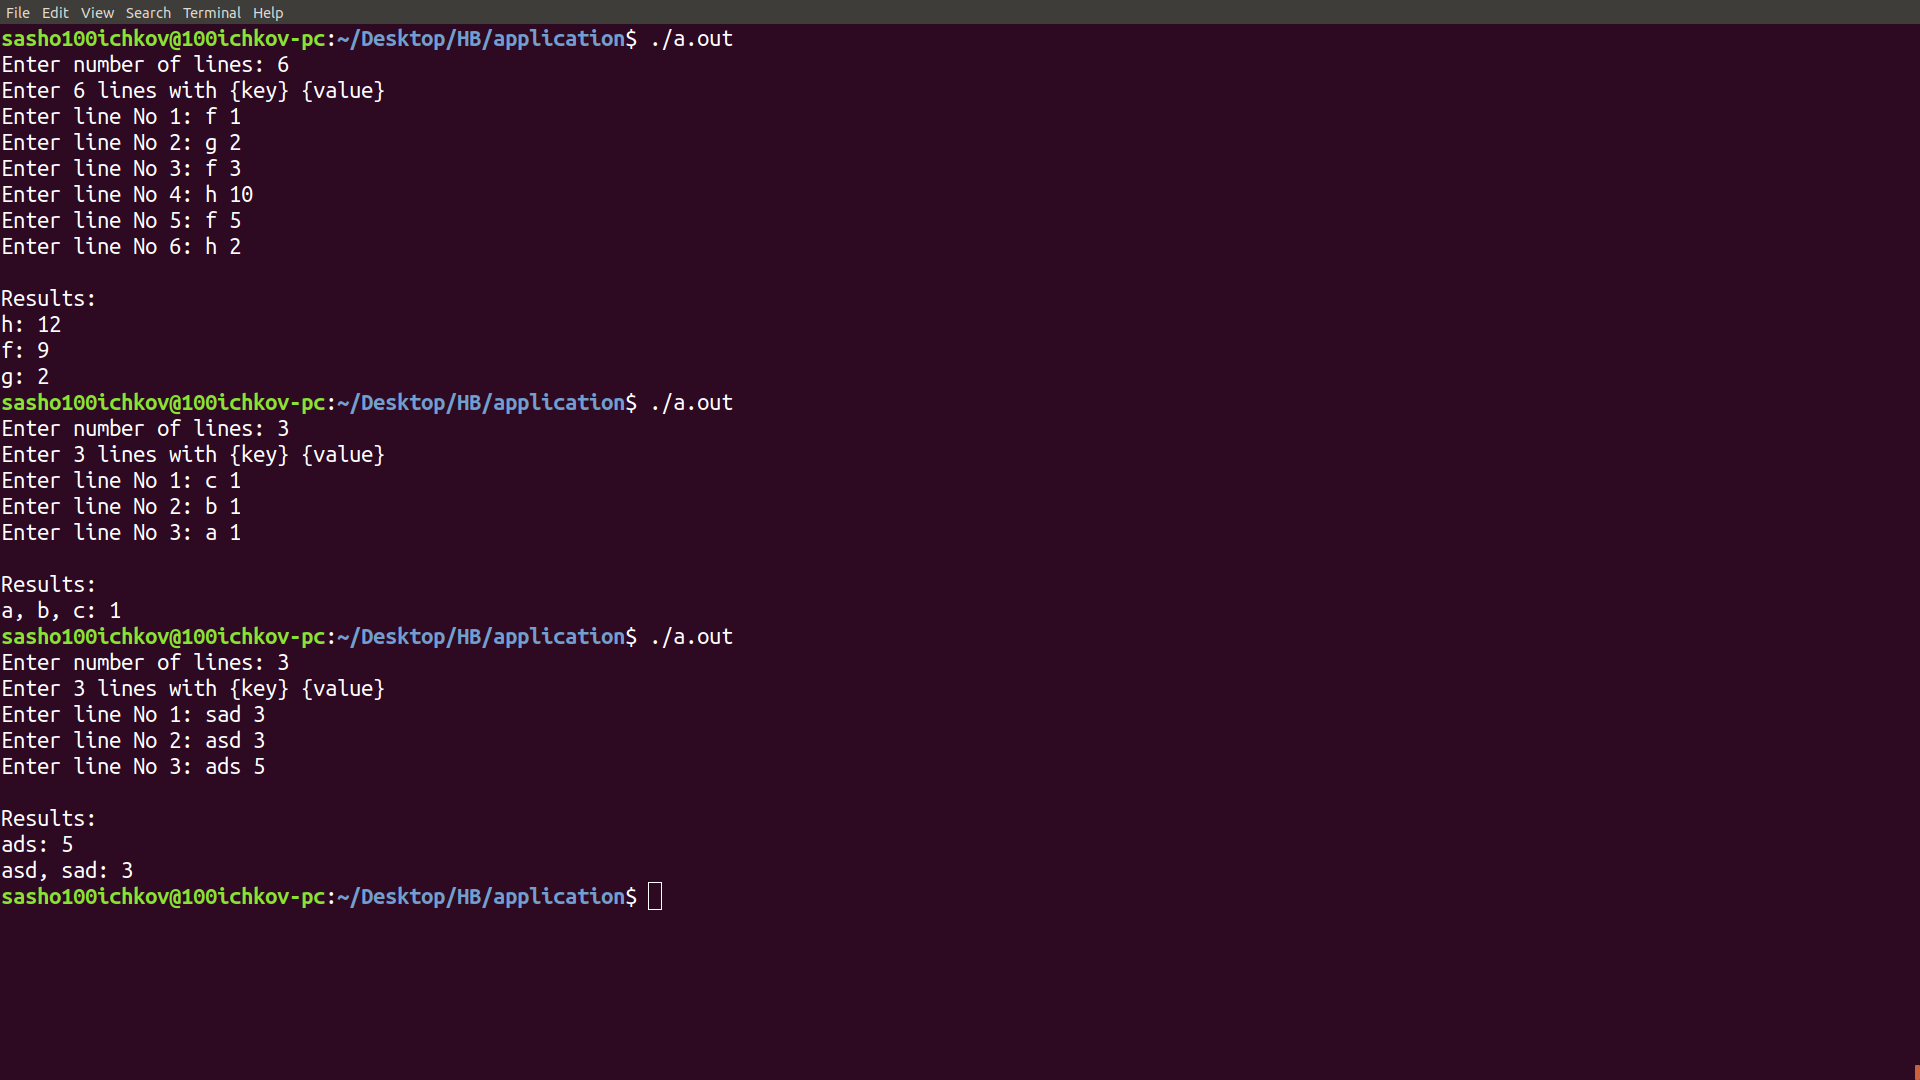 File Edit View Search Terminal Help
sasho100ichkov@100ichkov-pc:~/Desktop/HB/application$ ./a.out
Enter number of lines: 6
Enter 6 lines with {key} {value}
Enter line No 1: f 1
Enter line No 2: g 2
Enter line No 3: f 3
Enter line No 4: h 10
Enter line No 5: f 5
Enter line No 6: h 2

Results:
h: 12
f: 9
g: 2
sasho100ichkov@100ichkov-pc:~/Desktop/HB/application$ ./a.out
Enter number of lines: 3
Enter 3 lines with {key} {value}
Enter line No 1: c 1
Enter line No 2: b 1
Enter line No 3: a 1

Results:
a, b, c: 1
sasho100ichkov@100ichkov-pc:~/Desktop/HB/application$ ./a.out
Enter number of lines: 3
Enter 3 lines with {key} {value}
Enter line No 1: sad 3
Enter line No 2: asd 3
Enter line No 3: ads 5

Results:
ads: 5
asd, sad: 3
sasho100ichkov@100ichkov-pc:~/Desktop/HB/application$